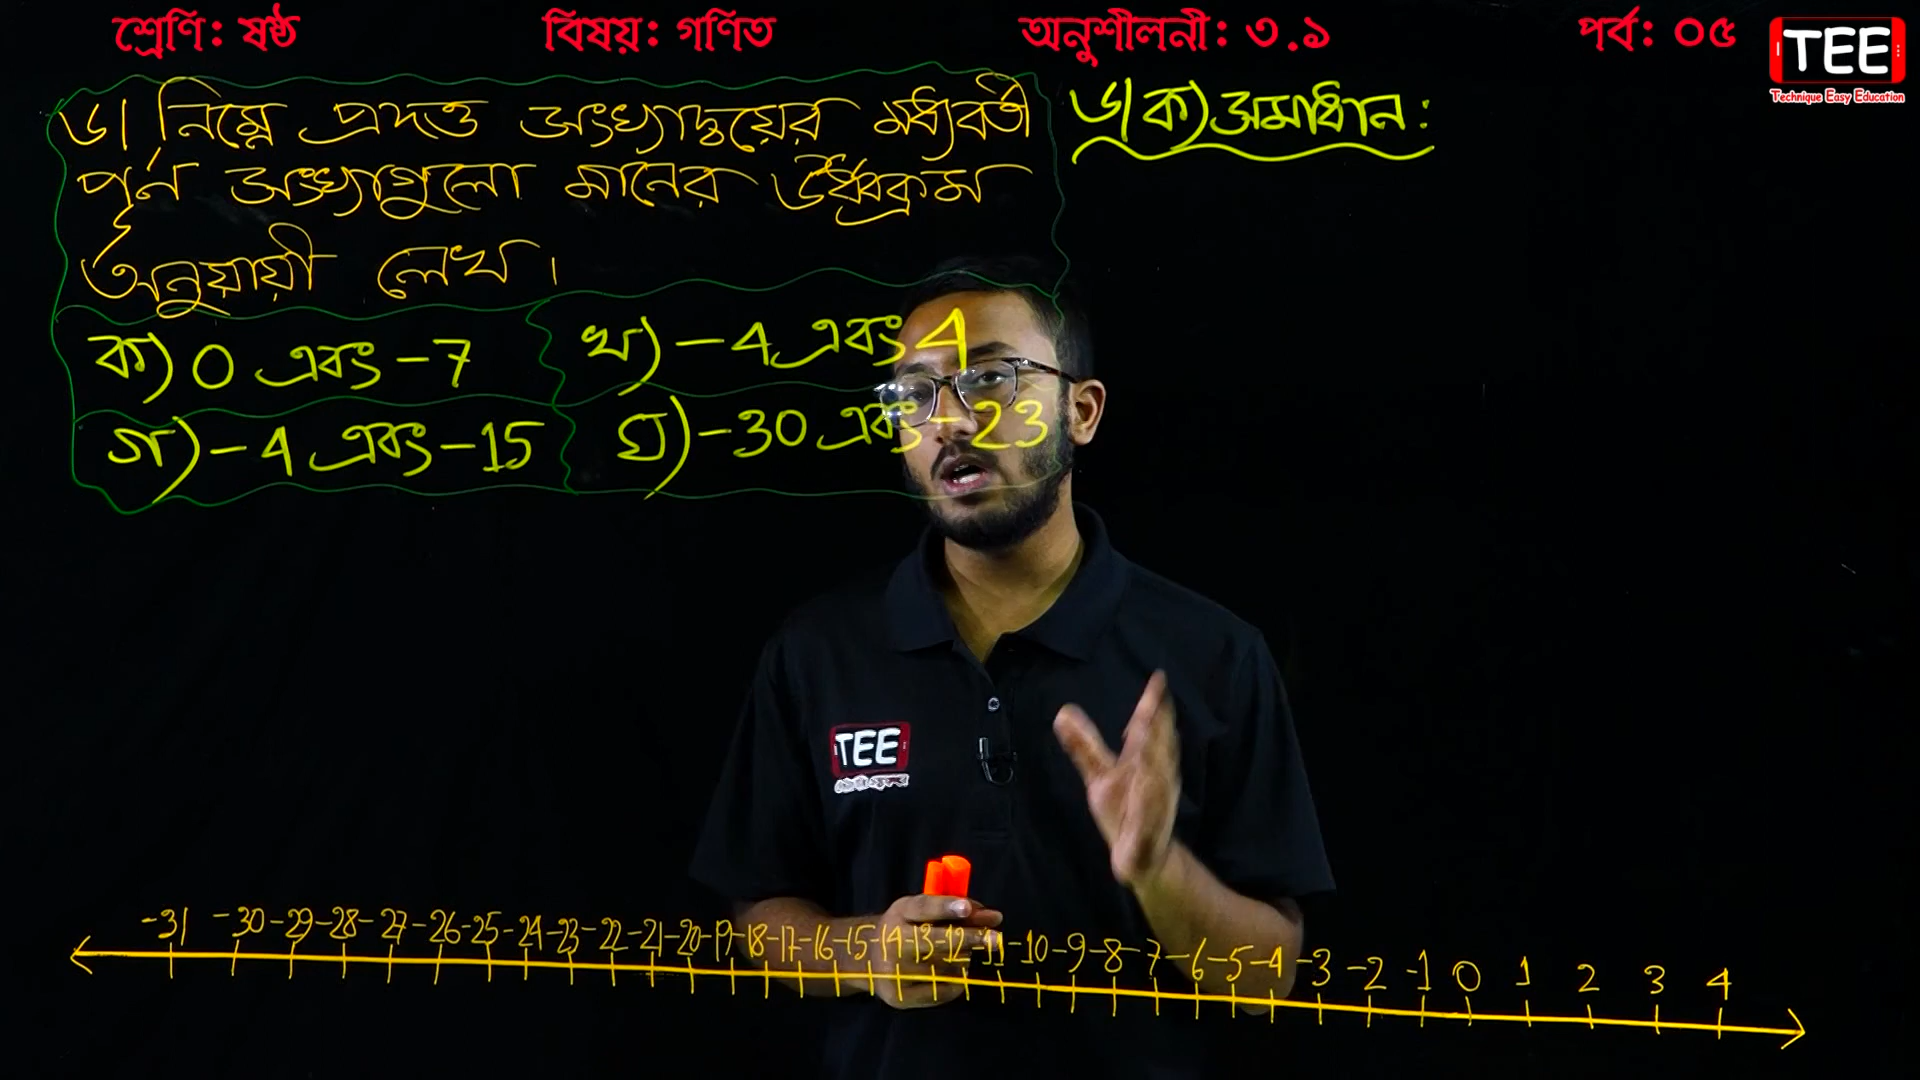 শ্রেণি: ষষ্ঠ বিষয়: গণিত অনুশীলনী: ৩.১ পর্ব: ০৫
TEE
Technique Easy Education
৬। নিম্নে প্রদত্ত সংখ্যাদ্বয়ের মধ্যবর্তী
পূর্ণ সংখ্যাগুলো মানের উর্ধ্বক্রম
অনুযায়ী লেখ।
ক) 0 এবং -7 খ) -4 এবং 4
গ) -4 এবং -15 ঘ) -30 এবং -23
৬।ক) সমাধান:
TEE
-31 -30 -29 -28 -27 -26 -25 -24 -23 -22 -21 -20 -19 -18 -17 -16 -15 -14 -13 -12 -11 -10 -9 -8 -7 -6 -5 -4 -3 -2 -1 0 1 2 3 4